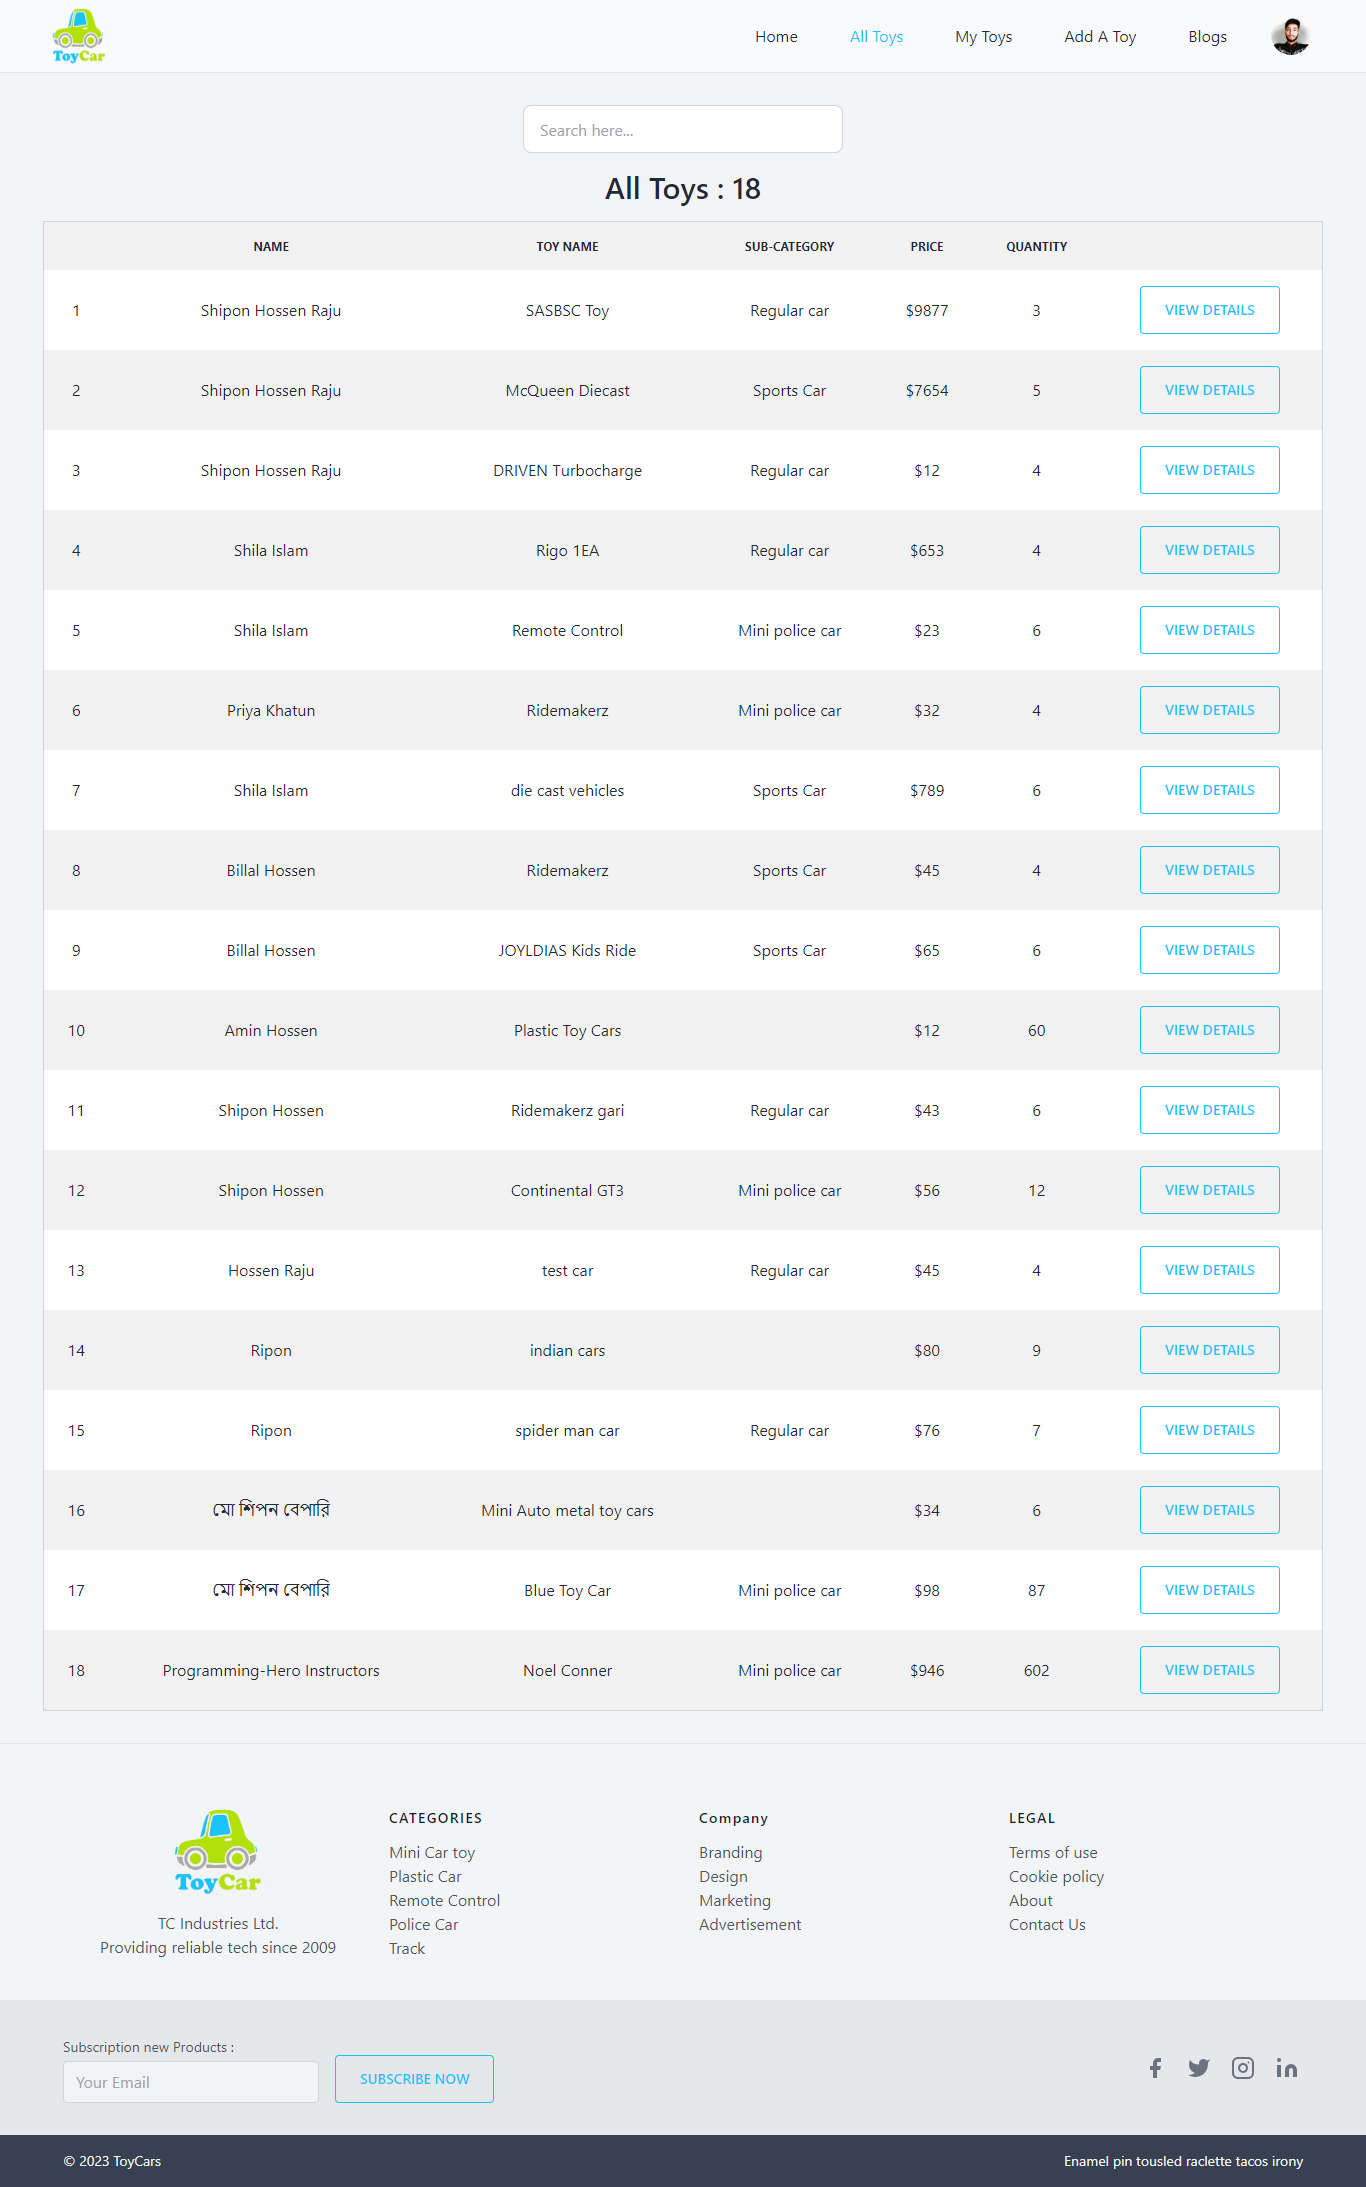 ToyCar
Home All Toys My Toys Add A Toy Blogs
Search here...
All Toys : 18
NAME TOY NAME SUB-CATEGORY PRICE QUANTITY
1 Shipon Hossen Raju SASBSC Toy Regular car $9877 3 VIEW DETAILS
2 Shipon Hossen Raju McQueen Diecast Sports Car $7654 5 VIEW DETAILS
3 Shipon Hossen Raju DRIVEN Turbocharge Regular car $12 4 VIEW DETAILS
4 Shila Islam Rigo 1EA Regular car $653 4 VIEW DETAILS
5 Shila Islam Remote Control Mini police car $23 6 VIEW DETAILS
6 Priya Khatun Ridemakerz Mini police car $32 4 VIEW DETAILS
7 Shila Islam die cast vehicles Sports Car $789 6 VIEW DETAILS
8 Billal Hossen Ridemakerz Sports Car $45 4 VIEW DETAILS
9 Billal Hossen JOYLDIAS Kids Ride Sports Car $65 6 VIEW DETAILS
10 Amin Hossen Plastic Toy Cars $12 60 VIEW DETAILS
11 Shipon Hossen Ridemakerz gari Regular car $43 6 VIEW DETAILS
12 Shipon Hossen Continental GT3 Mini police car $56 12 VIEW DETAILS
13 Hossen Raju test car Regular car $45 4 VIEW DETAILS
14 Ripon indian cars $80 9 VIEW DETAILS
15 Ripon spider man car Regular car $76 7 VIEW DETAILS
16 মো শিপন বেপারি Mini Auto metal toy cars $34 6 VIEW DETAILS
17 মো শিপন বেপারি Blue Toy Car Mini police car $98 87 VIEW DETAILS
18 Programming-Hero Instructors Noel Conner Mini police car $946 602 VIEW DETAILS
ToyCar
TC Industries Ltd.
Providing reliable tech since 2009
CATEGORIES
Mini Car toy
Plastic Car
Remote Control
Police Car
Track
Company
Branding
Design
Marketing
Advertisement
LEGAL
Terms of use
Cookie policy
About
Contact Us
Subscription new Products :
Your Email SUBSCRIBE NOW
© 2023 ToyCars Enamel pin tousled raclette tacos irony